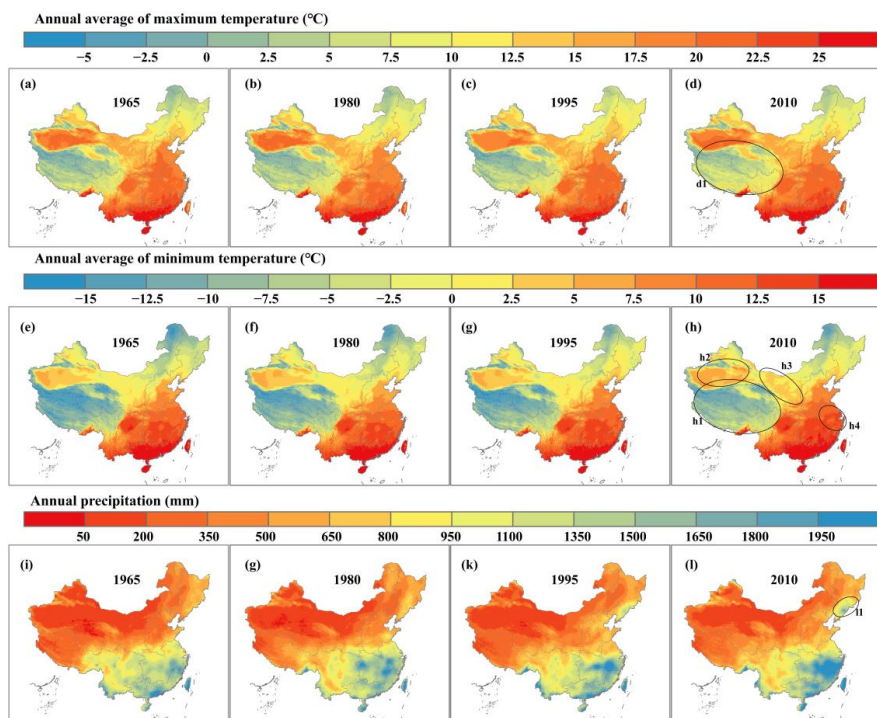 Annual average of maximum temperature (°C)
−5 −2.5 0 2.5 5 7.5 10 12.5 15 17.5 20 22.5 25
(a) 1965 (b) 1980 (c) 1995 (d) 2010
d1
Annual average of minimum temperature (°C)
−15 −12.5 −10 −7.5 −5 −2.5 0 2.5 5 7.5 10 12.5 15
(e) 1965 (f) 1980 (g) 1995 (h) 2010
h2 h3
h1 h4
Annual precipitation (mm)
50 200 350 500 650 800 950 1100 1350 1500 1650 1800 1950
(i) 1965 (g) 1980 (k) 1995 (l) 2010
l1